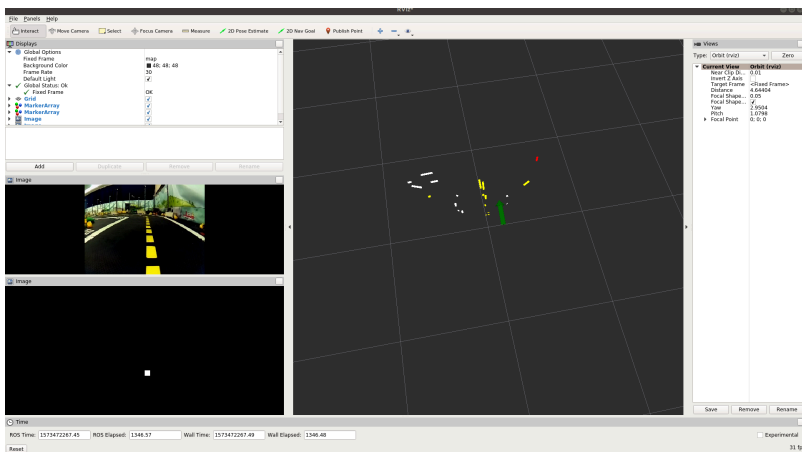 RViz*
File Panels Help
Interact Move Camera Select Focus Camera Measure 2D Pose Estimate 2D Nav Goal Publish Point
Displays
Global Options
Fixed Frame map
Background Color 48; 48; 48
Frame Rate 30
Default Light
Global Status: Ok
Fixed Frame OK
Grid
MarkerArray
MarkerArray
Image
Add Duplicate Remove Rename
Image
Image
Views
Type: Orbit (rviz) Zero
Current View Orbit (rviz)
Near Clip Di... 0.01
Invert Z Axis
Target Frame <Fixed Frame>
Distance 4.64404
Focal Shape... 0.05
Focal Shape...
Yaw 2.9504
Pitch 1.0798
Focal Point 0; 0; 0
Save Remove Rename
Time
ROS Time: 1573472267.45 ROS Elapsed: 1346.57 Wall Time: 1573472267.49 Wall Elapsed: 1346.48 Experimental
Reset 31 fp